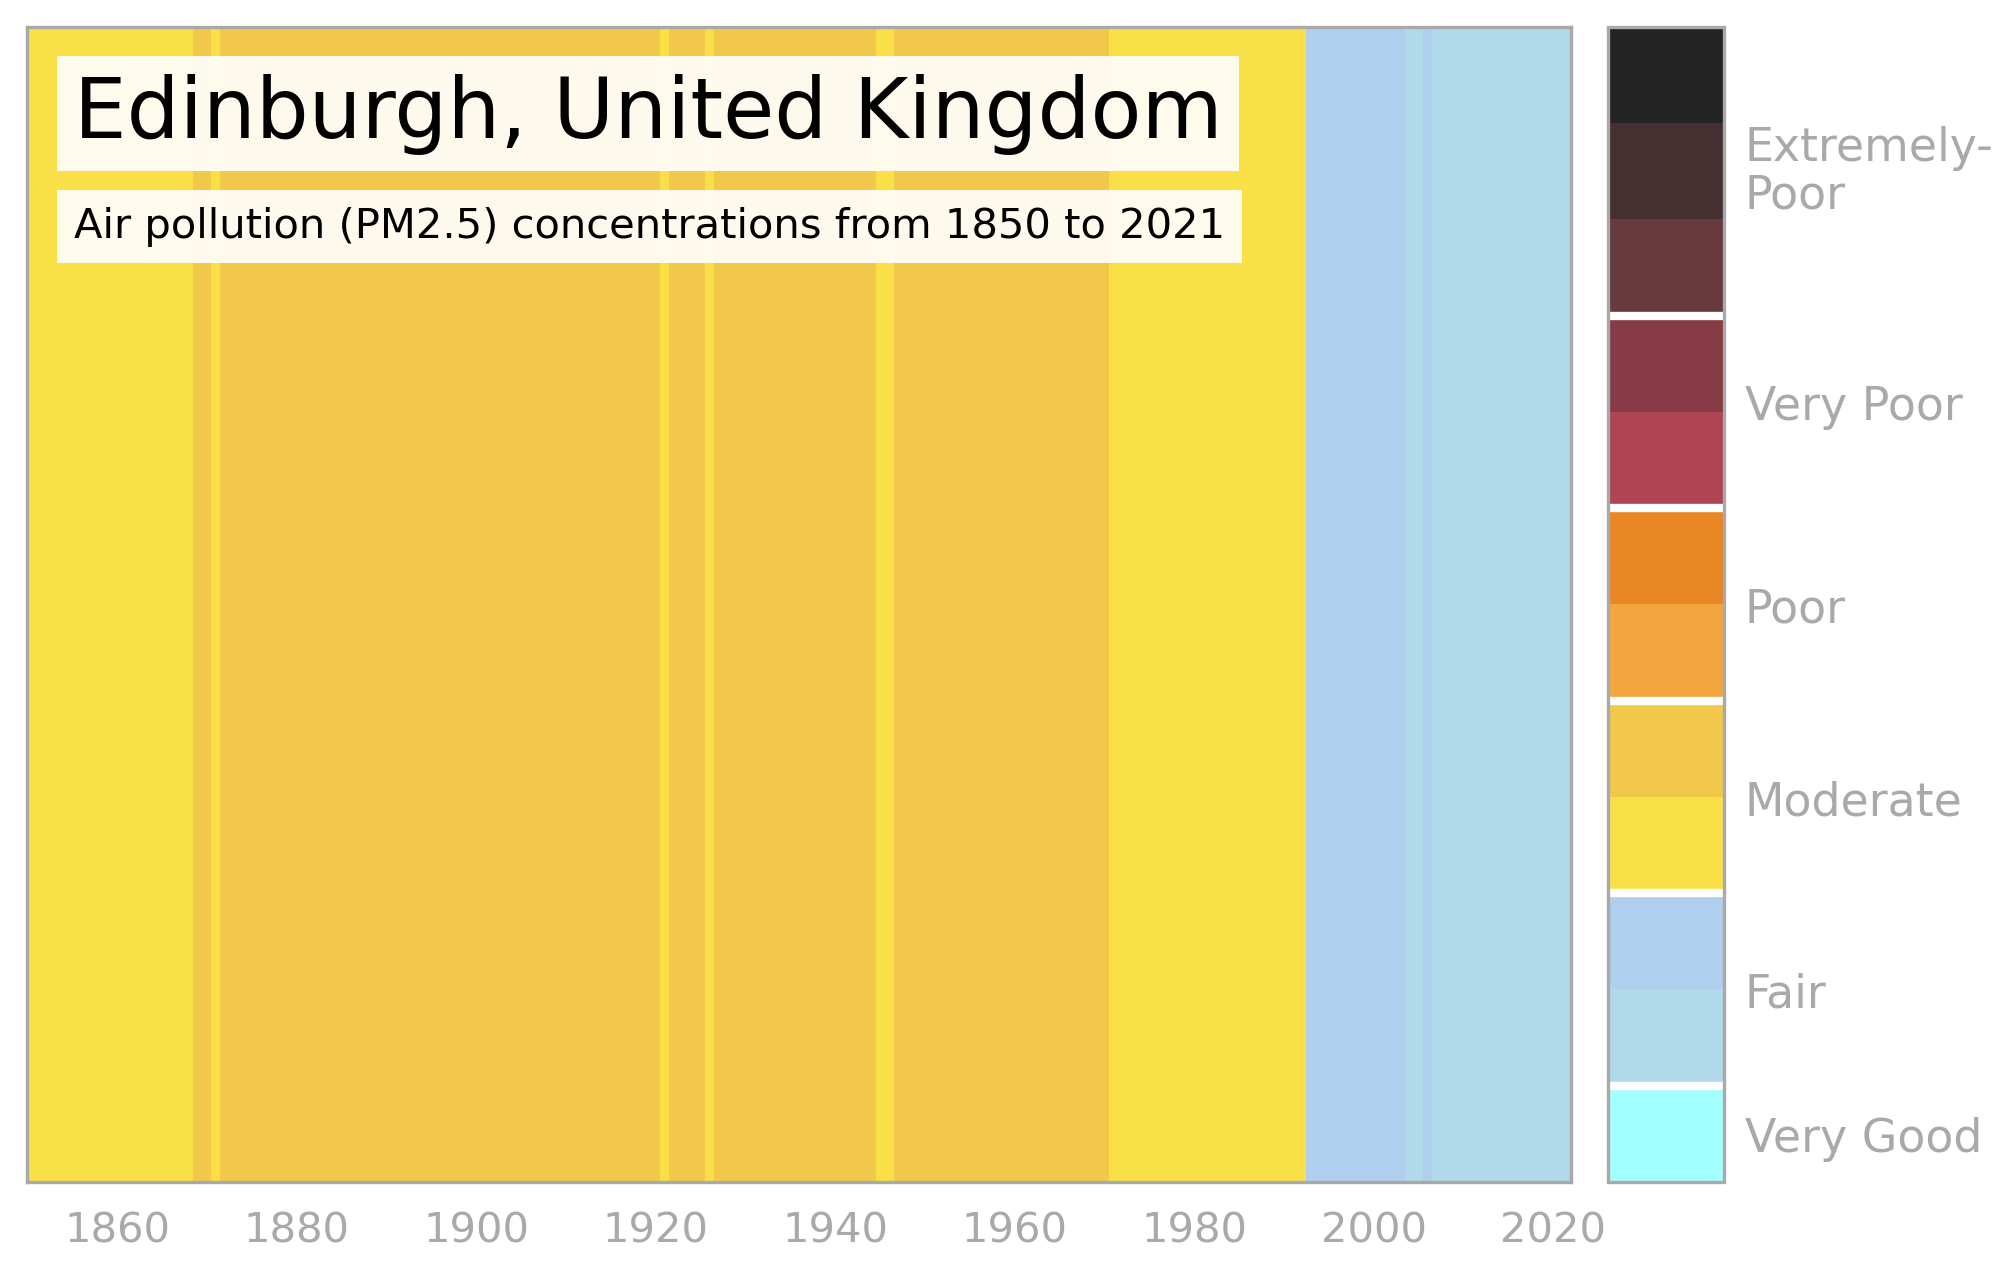 Edinburgh, United Kingdom
Air pollution (PM2.5) concentrations from 1850 to 2021
Extremely-
Poor
Very Poor
Poor
Moderate
Fair
Very Good
1860 1880 1900 1920 1940 1960 1980 2000 2020